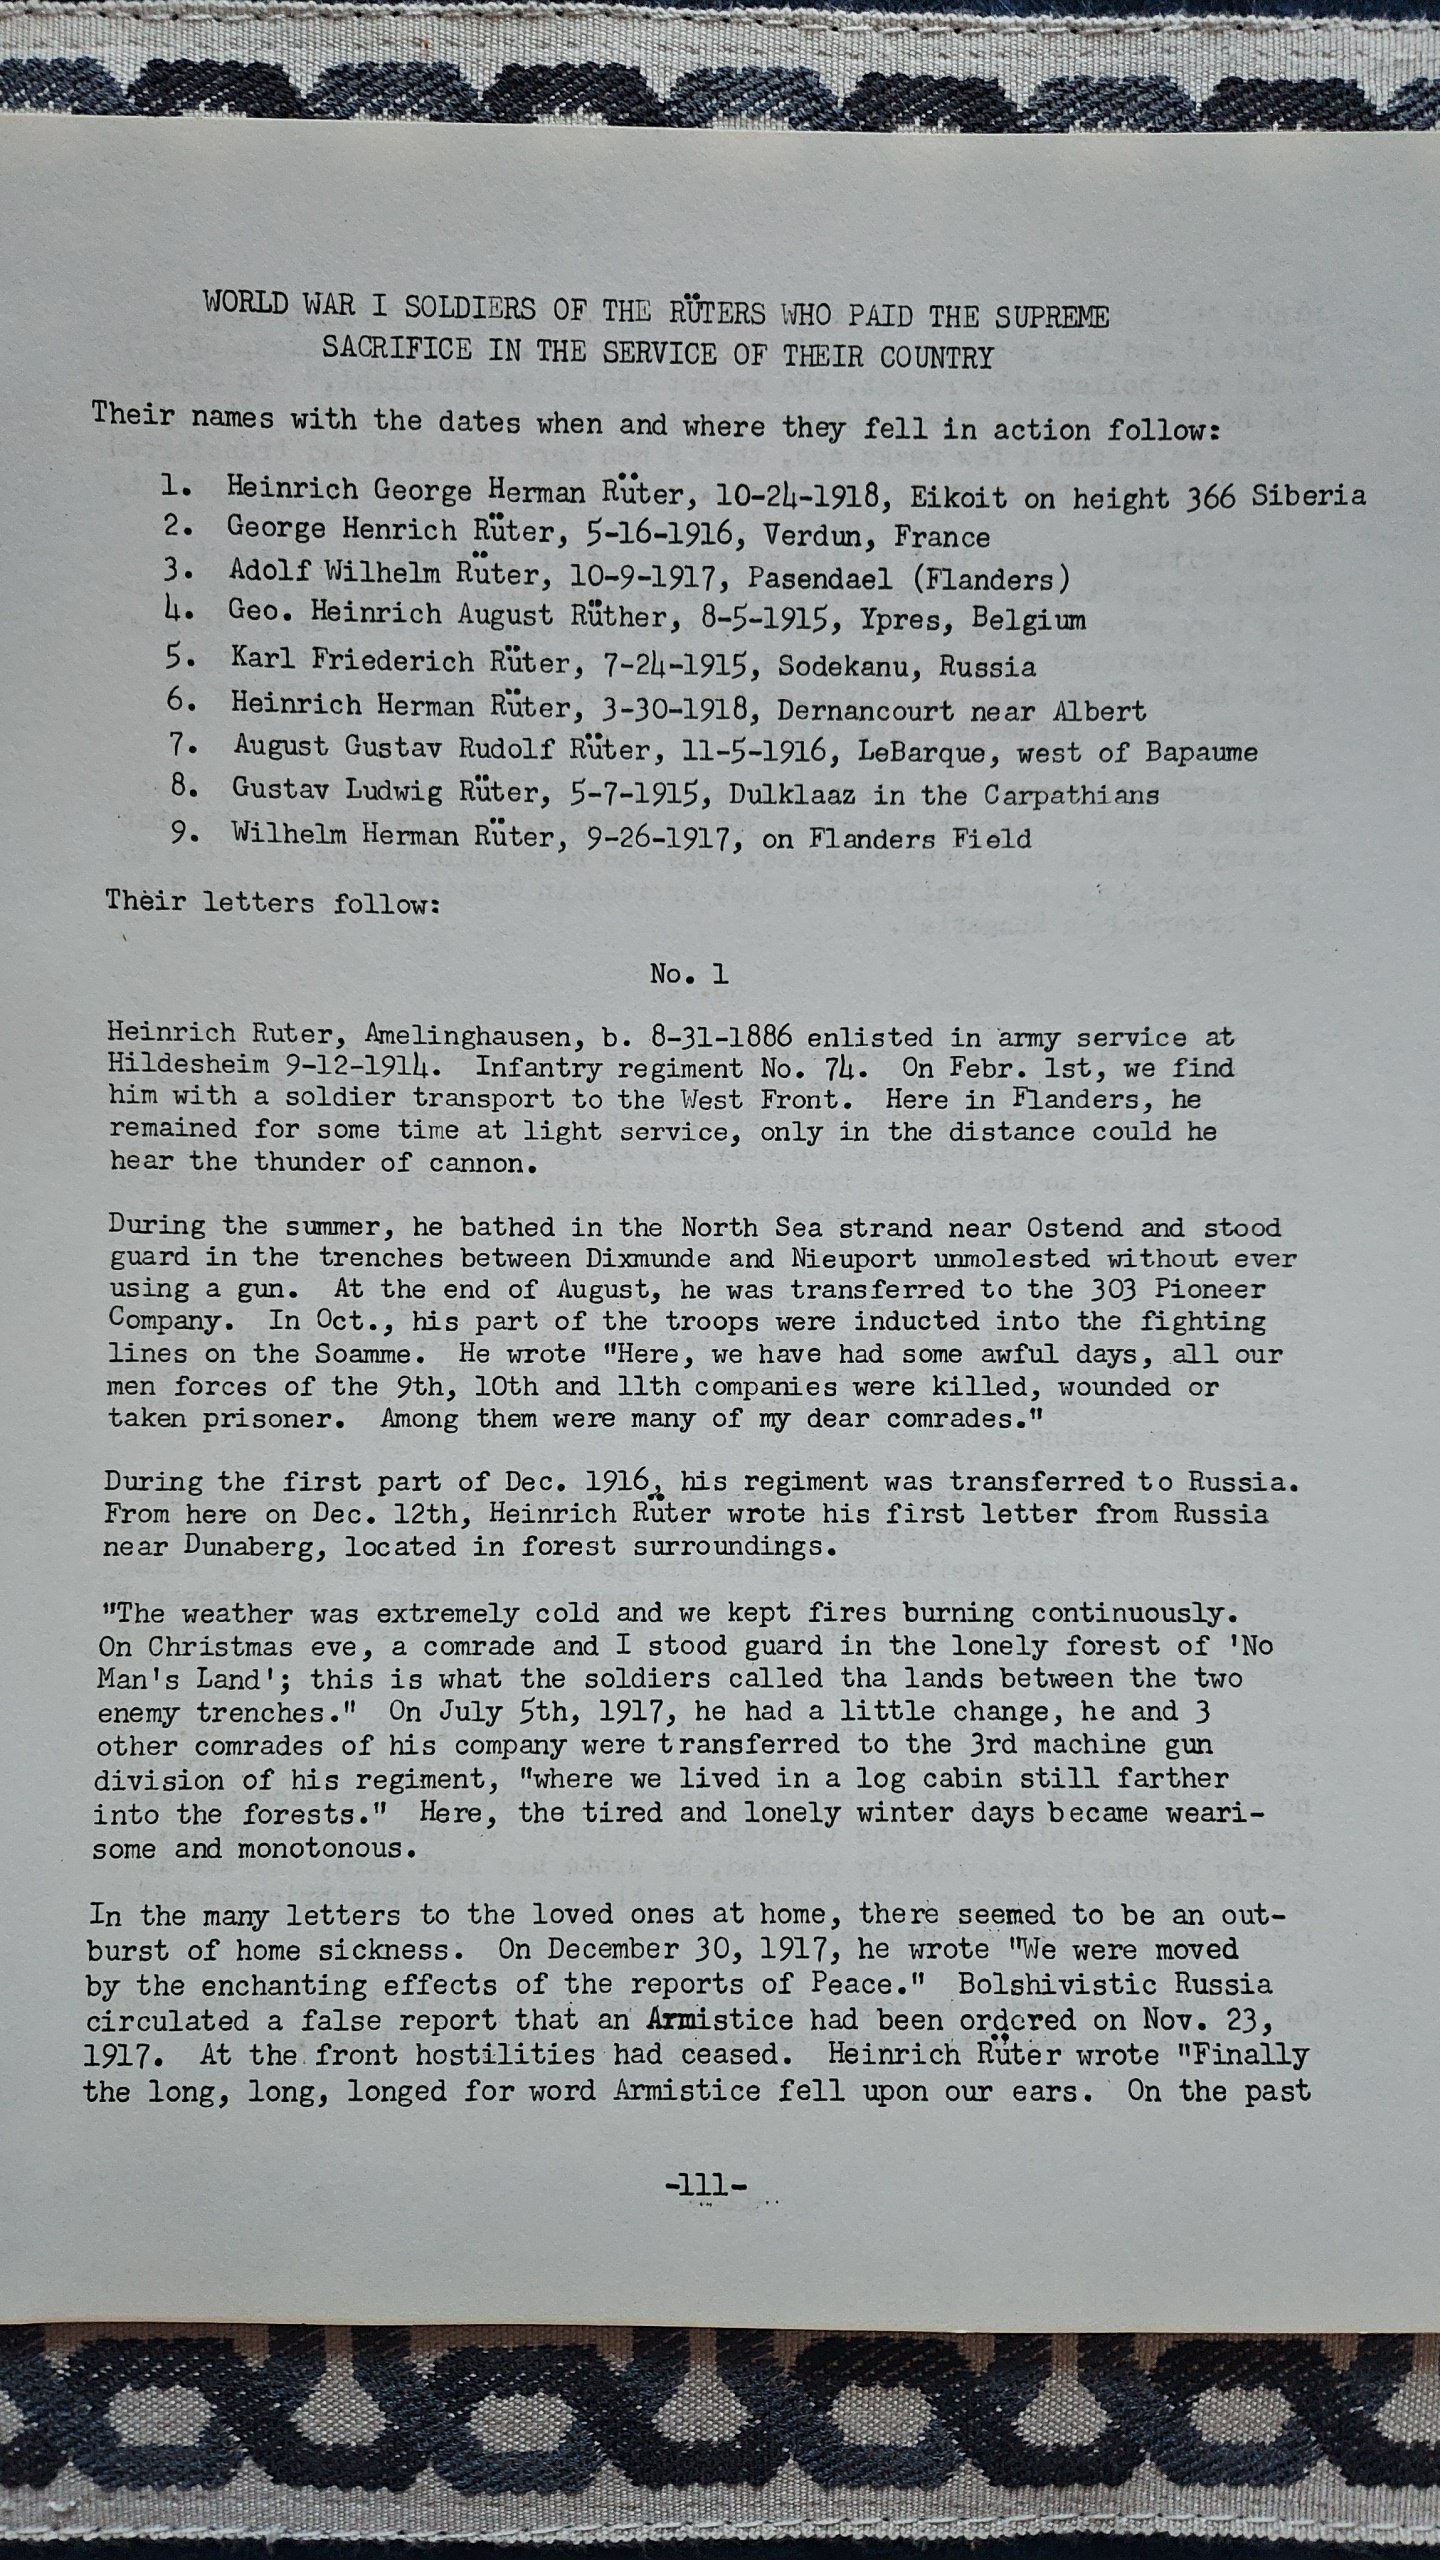 WORLD WAR I SOLDIERS OF THE RÜTERS WHO PAID THE SUPREME
SACRIFICE IN THE SERVICE OF THEIR COUNTRY
Their names with the dates when and where they fell in action follow:
1. Heinrich George Herman Rüter, 10-24-1918, Eikoit on height 366 Siberia
2. George Henrich Rüter, 5-16-1916, Verdun, France
3. Adolf Wilhelm Rüter, 10-9-1917, Pasendael (Flanders)
4. Geo. Heinrich August Rüther, 8-5-1915, Ypres, Belgium
5. Karl Friederich Rüter, 7-24-1915, Sodekanu, Russia
6. Heinrich Herman Rüter, 3-30-1918, Dernancourt near Albert
7. August Gustav Rudolf Rüter, 11-5-1916, LeBarque, west of Bapaume
8. Gustav Ludwig Rüter, 5-7-1915, Dulklaaz in the Carpathians
9. Wilhelm Herman Rüter, 9-26-1917, on Flanders Field
Their letters follow:
No. 1
Heinrich Ruter, Amelinghausen, b. 8-31-1886 enlisted in army service at
Hildesheim 9-12-1914. Infantry regiment No. 74. On Febr. 1st, we find
him with a soldier transport to the West Front. Here in Flanders, he
remained for some time at light service, only in the distance could he
hear the thunder of cannon.
During the summer, he bathed in the North Sea strand near Ostend and stood
guard in the trenches between Dixmunde and Nieuport unmolested without ever
using a gun. At the end of August, he was transferred to the 303 Pioneer
Company. In Oct., his part of the troops were inducted into the fighting
lines on the Soamme. He wrote "Here, we have had some awful days, all our
men forces of the 9th, 10th and 11th companies were killed, wounded or
taken prisoner. Among them were many of my dear comrades."
During the first part of Dec. 1916, his regiment was transferred to Russia.
From here on Dec. 12th, Heinrich Rüter wrote his first letter from Russia
near Dunaberg, located in forest surroundings.
"The weather was extremely cold and we kept fires burning continuously.
On Christmas eve, a comrade and I stood guard in the lonely forest of 'No
Man's Land'; this is what the soldiers called tha lands between the two
enemy trenches." On July 5th, 1917, he had a little change, he and 3
other comrades of his company were transferred to the 3rd machine gun
division of his regiment, "where we lived in a log cabin still farther
into the forests." Here, the tired and lonely winter days became weari-
some and monotonous.
In the many letters to the loved ones at home, there seemed to be an out-
burst of home sickness. On December 30, 1917, he wrote "We were moved
by the enchanting effects of the reports of Peace." Bolshivistic Russia
circulated a false report that an Armistice had been ordered on Nov. 23,
1917. At the front hostilities had ceased. Heinrich Rüter wrote "Finally
the long, long, longed for word Armistice fell upon our ears. On the past
-111-